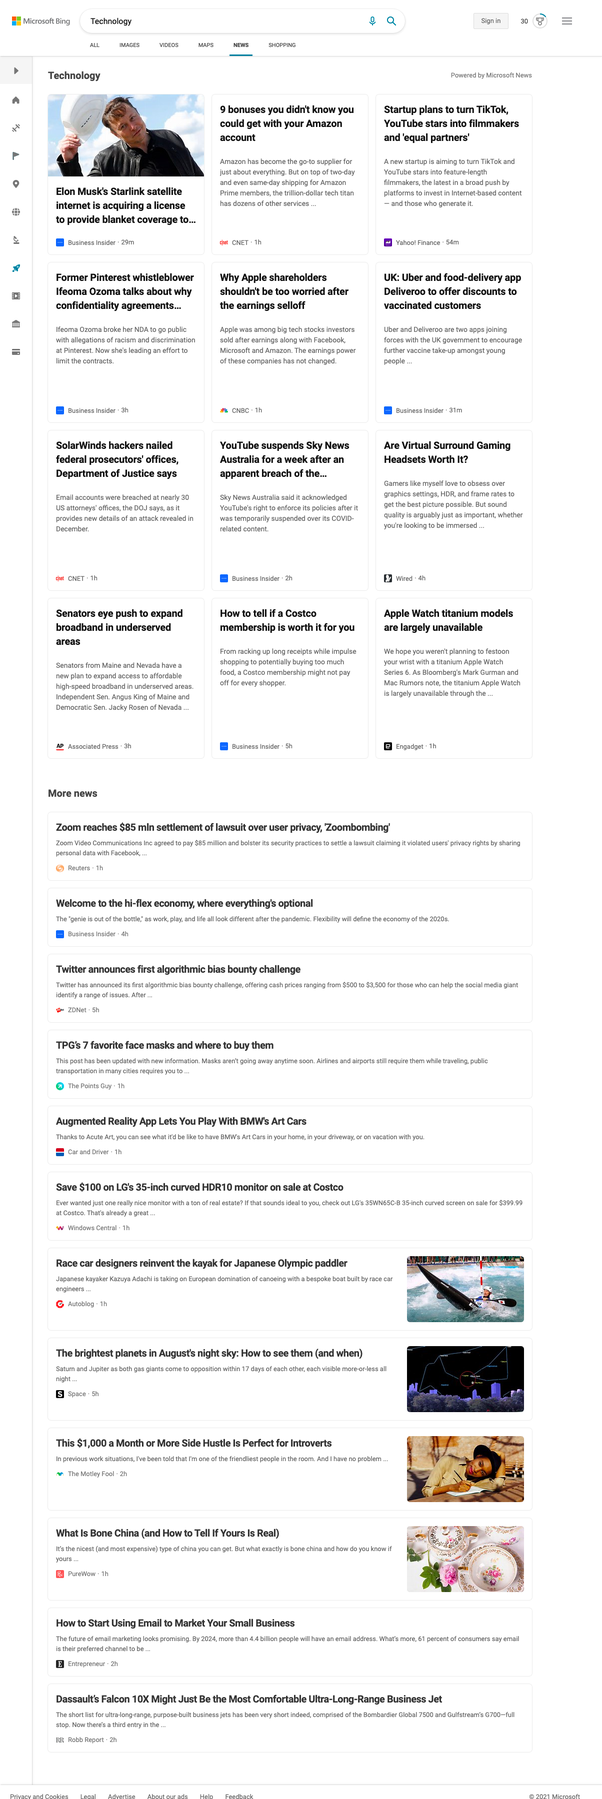 Microsoft Bing
Technology
Sign in
30
ALL
IMAGES
VIDEOS
MAPS
NEWS
SHOPPING
Technology
Powered by Microsoft News
Elon Musk's Starlink satellite
internet is acquiring a license
to provide blanket coverage to...
Business Insider · 29m
9 bonuses you didn't know you
could get with your Amazon
account
Amazon has become the go-to supplier for
just about everything. But on top of two-day
and even same-day shipping for Amazon
Prime members, the trillion-dollar tech titan
has dozens of other services ...
CNET · 1h
Startup plans to turn TikTok,
YouTube stars into filmmakers
and 'equal partners'
A new startup is aiming to turn TikTok and
YouTube stars into feature-length
filmmakers, the latest in a broad push by
platforms to invest in Internet-based content
— and those who generate it.
Yahoo! Finance · 54m
Former Pinterest whistleblower
Ifeoma Ozoma talks about why
confidentiality agreements...
Ifeoma Ozoma broke her NDA to go public
with allegations of racism and discrimination
at Pinterest. Now she's leading an effort to
limit the contracts.
Business Insider · 3h
Why Apple shareholders
shouldn't be too worried after
the earnings selloff
Apple was among big tech stocks investors
sold after earnings along with Facebook,
Microsoft and Amazon. The earnings power
of these companies has not changed.
CNBC · 1h
UK: Uber and food-delivery app
Deliveroo to offer discounts to
vaccinated customers
Uber and Deliveroo are two apps joining
forces with the UK government to encourage
further vaccine take-up amongst young
people ...
Business Insider · 31m
SolarWinds hackers nailed
federal prosecutors' offices,
Department of Justice says
Email accounts were breached at nearly 30
US attorneys' offices, the DOJ says, as it
provides new details of an attack revealed in
December.
CNET · 1h
YouTube suspends Sky News
Australia for a week after an
apparent breach of the...
Sky News Australia said it acknowledged
YouTube's right to enforce its policies after it
was temporarily suspended over its COVID-
related content.
Business Insider · 2h
Are Virtual Surround Gaming
Headsets Worth It?
Gamers like myself love to obsess over
graphics settings, HDR, and frame rates to
get the best picture possible. But sound
quality is arguably just as important, whether
you're looking to be immersed ...
Wired · 4h
Senators eye push to expand
broadband in underserved
areas
Senators from Maine and Nevada have a
new plan to expand access to affordable
high-speed broadband in underserved areas.
Independent Sen. Angus King of Maine and
Democratic Sen. Jacky Rosen of Nevada ...
AP
Associated Press · 3h
How to tell if a Costco
membership is worth it for you
From racking up long receipts while impulse
shopping to potentially buying too much
food, a Costco membership might not pay
off for every shopper.
Business Insider · 5h
Apple Watch titanium models
are largely unavailable
We hope you weren't planning to festoon
your wrist with a titanium Apple Watch
Series 6. As Bloomberg's Mark Gurman and
Mac Rumors note, the titanium Apple Watch
is largely unavailable through the ...
Engadget · 1h
More news
Zoom reaches $85 mln settlement of lawsuit over user privacy, 'Zoombombing'
Zoom Video Communications Inc agreed to pay $85 million and bolster its security practices to settle a lawsuit claiming it violated users' privacy rights by sharing
personal data with Facebook, ...
Reuters · 1h
Welcome to the hi-flex economy, where everything's optional
The "genie is out of the bottle," as work, play, and life all look different after the pandemic. Flexibility will define the economy of the 2020s.
Business Insider · 4h
Twitter announces first algorithmic bias bounty challenge
Twitter has announced its first algorithmic bias bounty challenge, offering cash prices ranging from $500 to $3,500 for those who can help the social media giant
identify a range of issues. After ...
ZDNet · 5h
TPG's 7 favorite face masks and where to buy them
This post has been updated with new information. Masks aren't going away anytime soon. Airlines and airports still require them while traveling, public
transportation in many cities requires you to ...
The Points Guy · 1h
Augmented Reality App Lets You Play With BMW's Art Cars
Thanks to Acute Art, you can see what it'd be like to have BMW's Art Cars in your home, in your driveway, or on vacation with you.
Car and Driver · 1h
Save $100 on LG's 35-inch curved HDR10 monitor on sale at Costco
Ever wanted just one really nice monitor with a ton of real estate? If that sounds ideal to you, check out LG's 35WN65C-B 35-inch curved screen on sale for $399.99
at Costco. That's already a great ...
Windows Central · 1h
Race car designers reinvent the kayak for Japanese Olympic paddler
Japanese kayaker Kazuya Adachi is taking on European domination of canoeing with a bespoke boat built by race car
engineers ...
Autoblog · 1h
The brightest planets in August's night sky: How to see them (and when)
Saturn and Jupiter as both gas giants come to opposition within 17 days of each other, each visible more-or-less all
night ...
Space · 5h
This $1,000 a Month or More Side Hustle Is Perfect for Introverts
In previous work situations, I've been told that I'm one of the friendliest people in the room. And I have no problem ...
The Motley Fool · 2h
What Is Bone China (and How to Tell If Yours Is Real)
It's the nicest (and most expensive) type of china you can get. But what exactly is bone china and how do you know if
yours ...
PureWow · 1h
How to Start Using Email to Market Your Small Business
The future of email marketing looks promising. By 2024, more than 4.4 billion people will have an email address. What's more, 61 percent of consumers say email
is their preferred channel to be ...
Entrepreneur · 2h
Dassault's Falcon 10X Might Just Be the Most Comfortable Ultra-Long-Range Business Jet
The short list for ultra-long-range, purpose-built business jets has been very short indeed, comprised of the Bombardier Global 7500 and Gulfstream's G700—full
stop. Now there's a third entry in the ...
Robb Report · 2h
Privacy and Cookies
Legal
Advertise
About our ads
Help
Feedback
© 2021 Microsoft